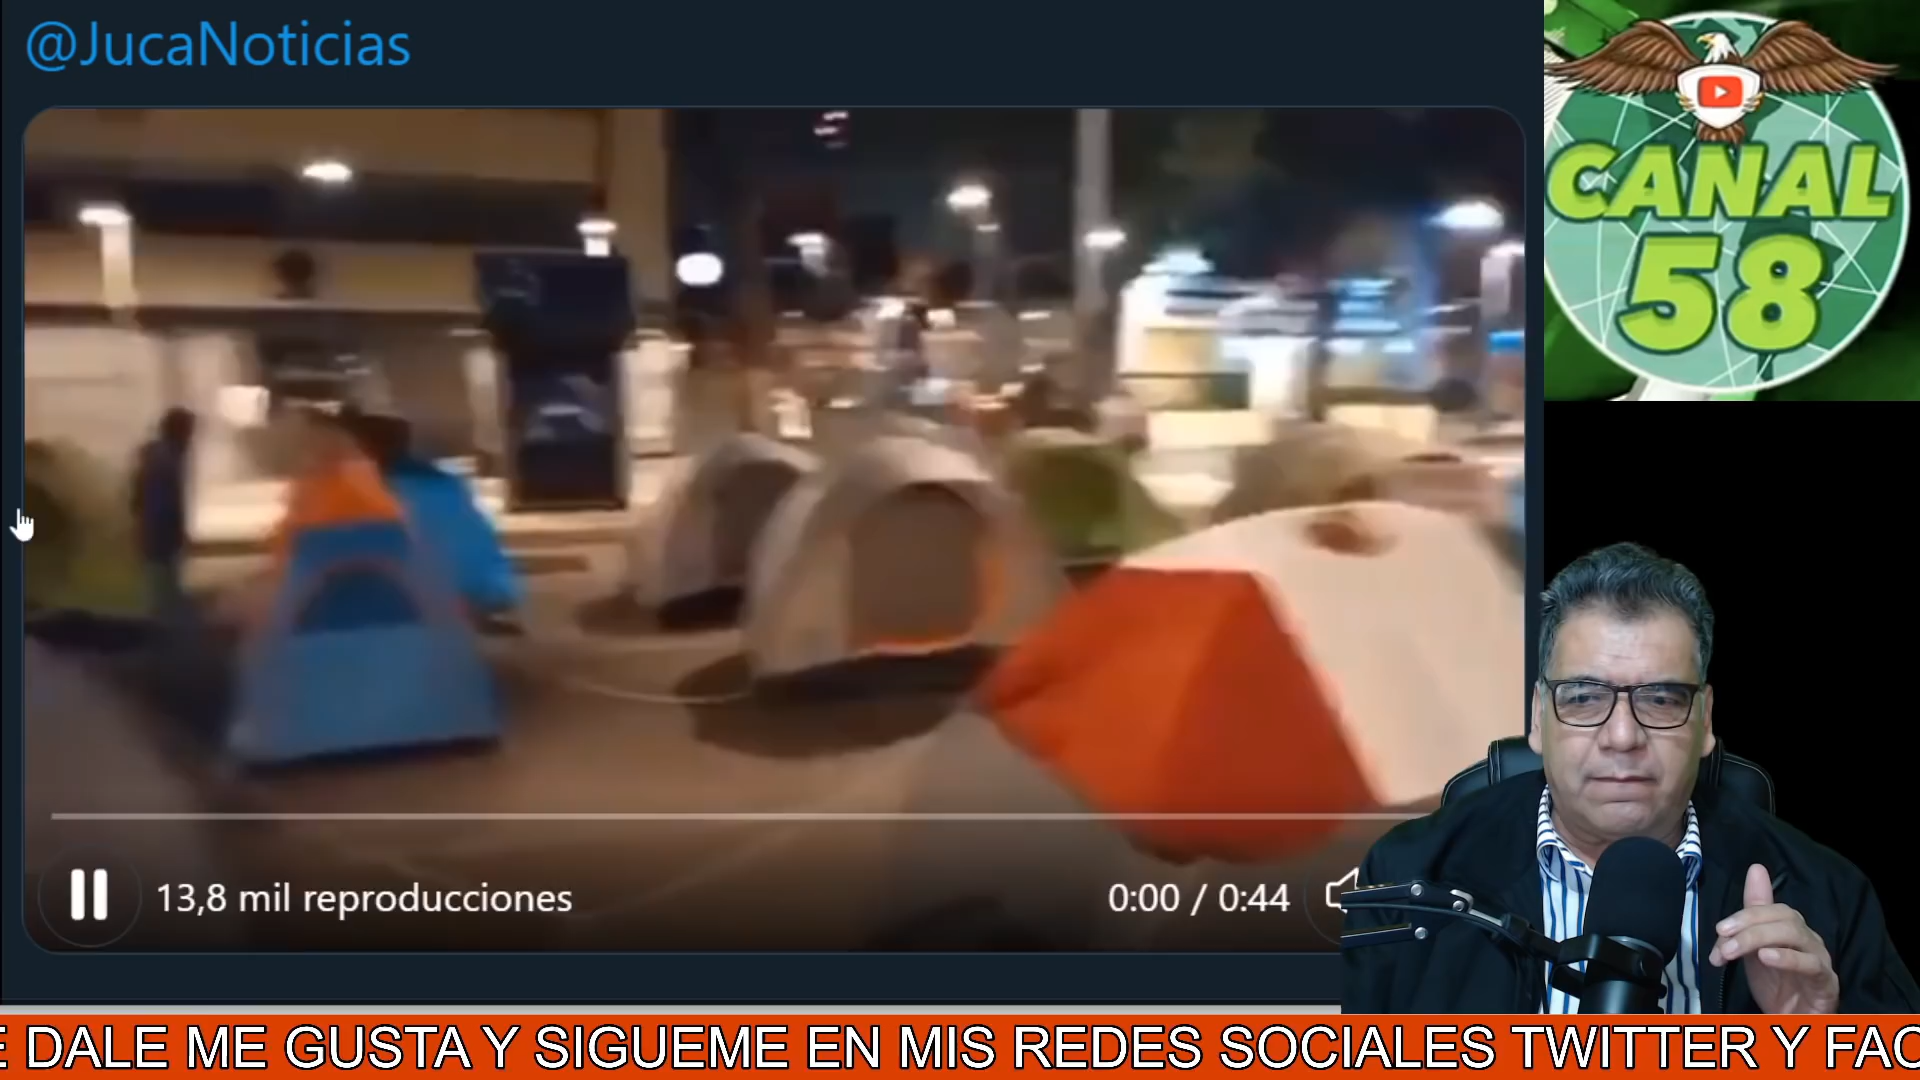 @JucaNoticias
CANAL
58
13,8 mil reproducciones
0:00 / 0:44
DALE ME GUSTA Y SIGUEME EN MIS REDES SOCIALES TWITTER Y FAC